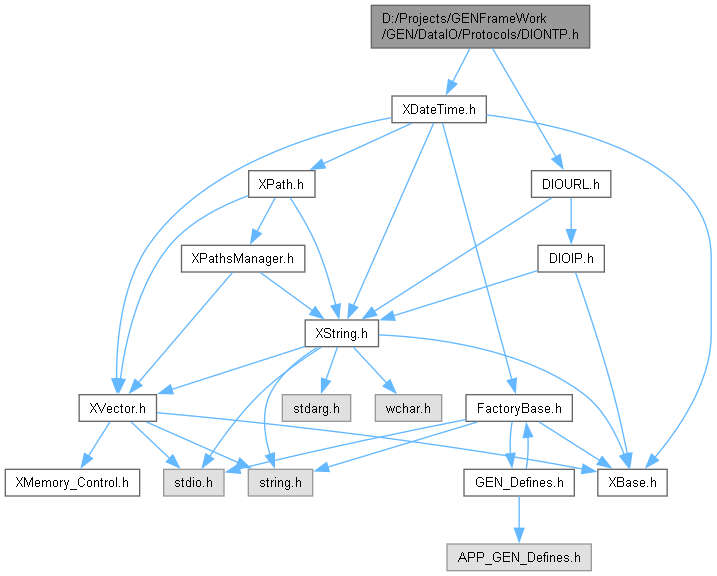 D:/Projects/GENFrameWork
/GEN/DataIO/Protocols/DIONTP.h
XDateTime.h
XPath.h
DIOURL.h
XPathsManager.h
DIOIP.h
XString.h
XVector.h
stdarg.h
wchar.h
FactoryBase.h
XMemory_Control.h
stdio.h
string.h
GEN_Defines.h
XBase.h
APP_GEN_Defines.h